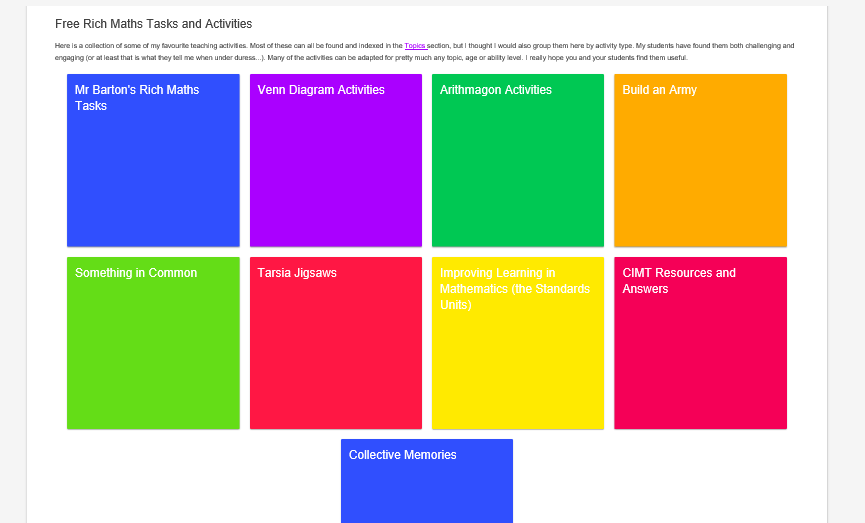 Free Rich Maths Tasks and Activities
Here is a collection of some of my favourite teaching activities. Most of these can all be found and indexed in the Topics section, but I thought I would also group them here by activity type. My students have found them both challenging and
engaging (or at least that is what they tell me when under duress...). Many of the activities can be adapted for pretty much any topic, age or ability level. I really hope you and your students find them useful.
Mr Barton's Rich Maths
Tasks
Venn Diagram Activities
Arithmagon Activities
Build an Army
Something in Common
Tarsia Jigsaws
Improving Learning in
Mathematics (the Standards
Units)
CIMT Resources and
Answers
Collective Memories